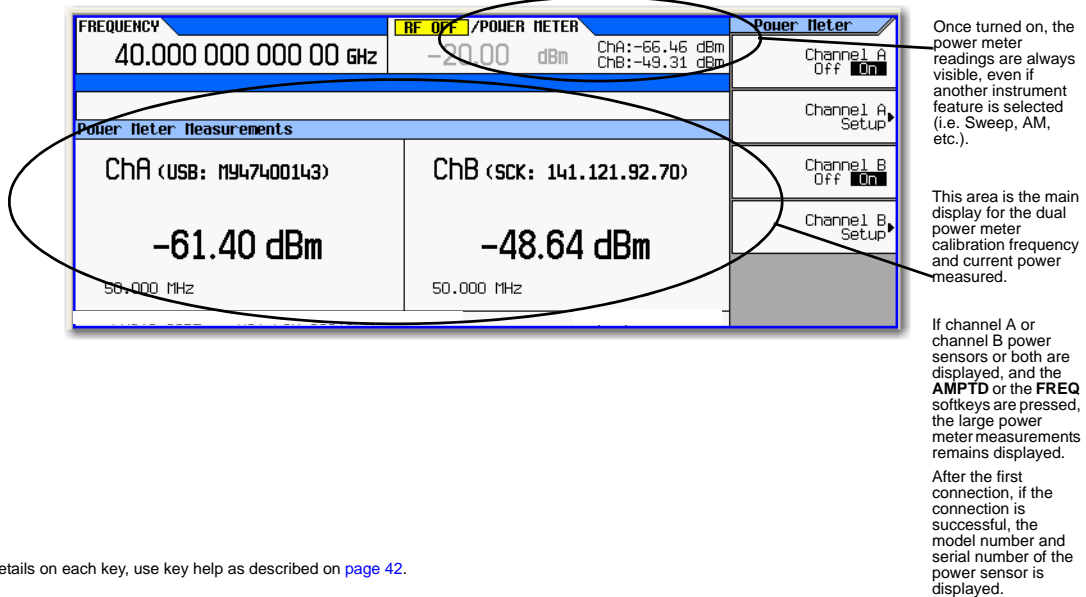 FREQUENCY
RF OFF /POWER METER
Power Meter
40.000 000 000 00 GHz
-20.00 dBm
ChA:-66.46 dBm
ChB:-49.31 dBm
Channel A
Off On
Channel A
Setup
Channel B
Off On
Channel B
Setup
Power Meter Measurements
ChA (USB: MY47400143)
-61.40 dBm
50.000 MHz
ChB (SCK: 141.121.92.70)
-48.64 dBm
50.000 MHz
Once turned on, the
power meter
readings are always
visible, even if
another instrument
feature is selected
(i.e. Sweep, AM,
etc.).
This area is the main
display for the dual
power meter
calibration frequency
and current power
measured.
If channel A or
channel B power
sensors or both are
displayed, and the
AMPTD or the FREQ
softkeys are pressed,
the large power
meter measurements
remains displayed.
After the first
connection, if the
connection is
successful, the
model number and
serial number of the
power sensor is
displayed.
etails on each key, use key help as described on page 42.